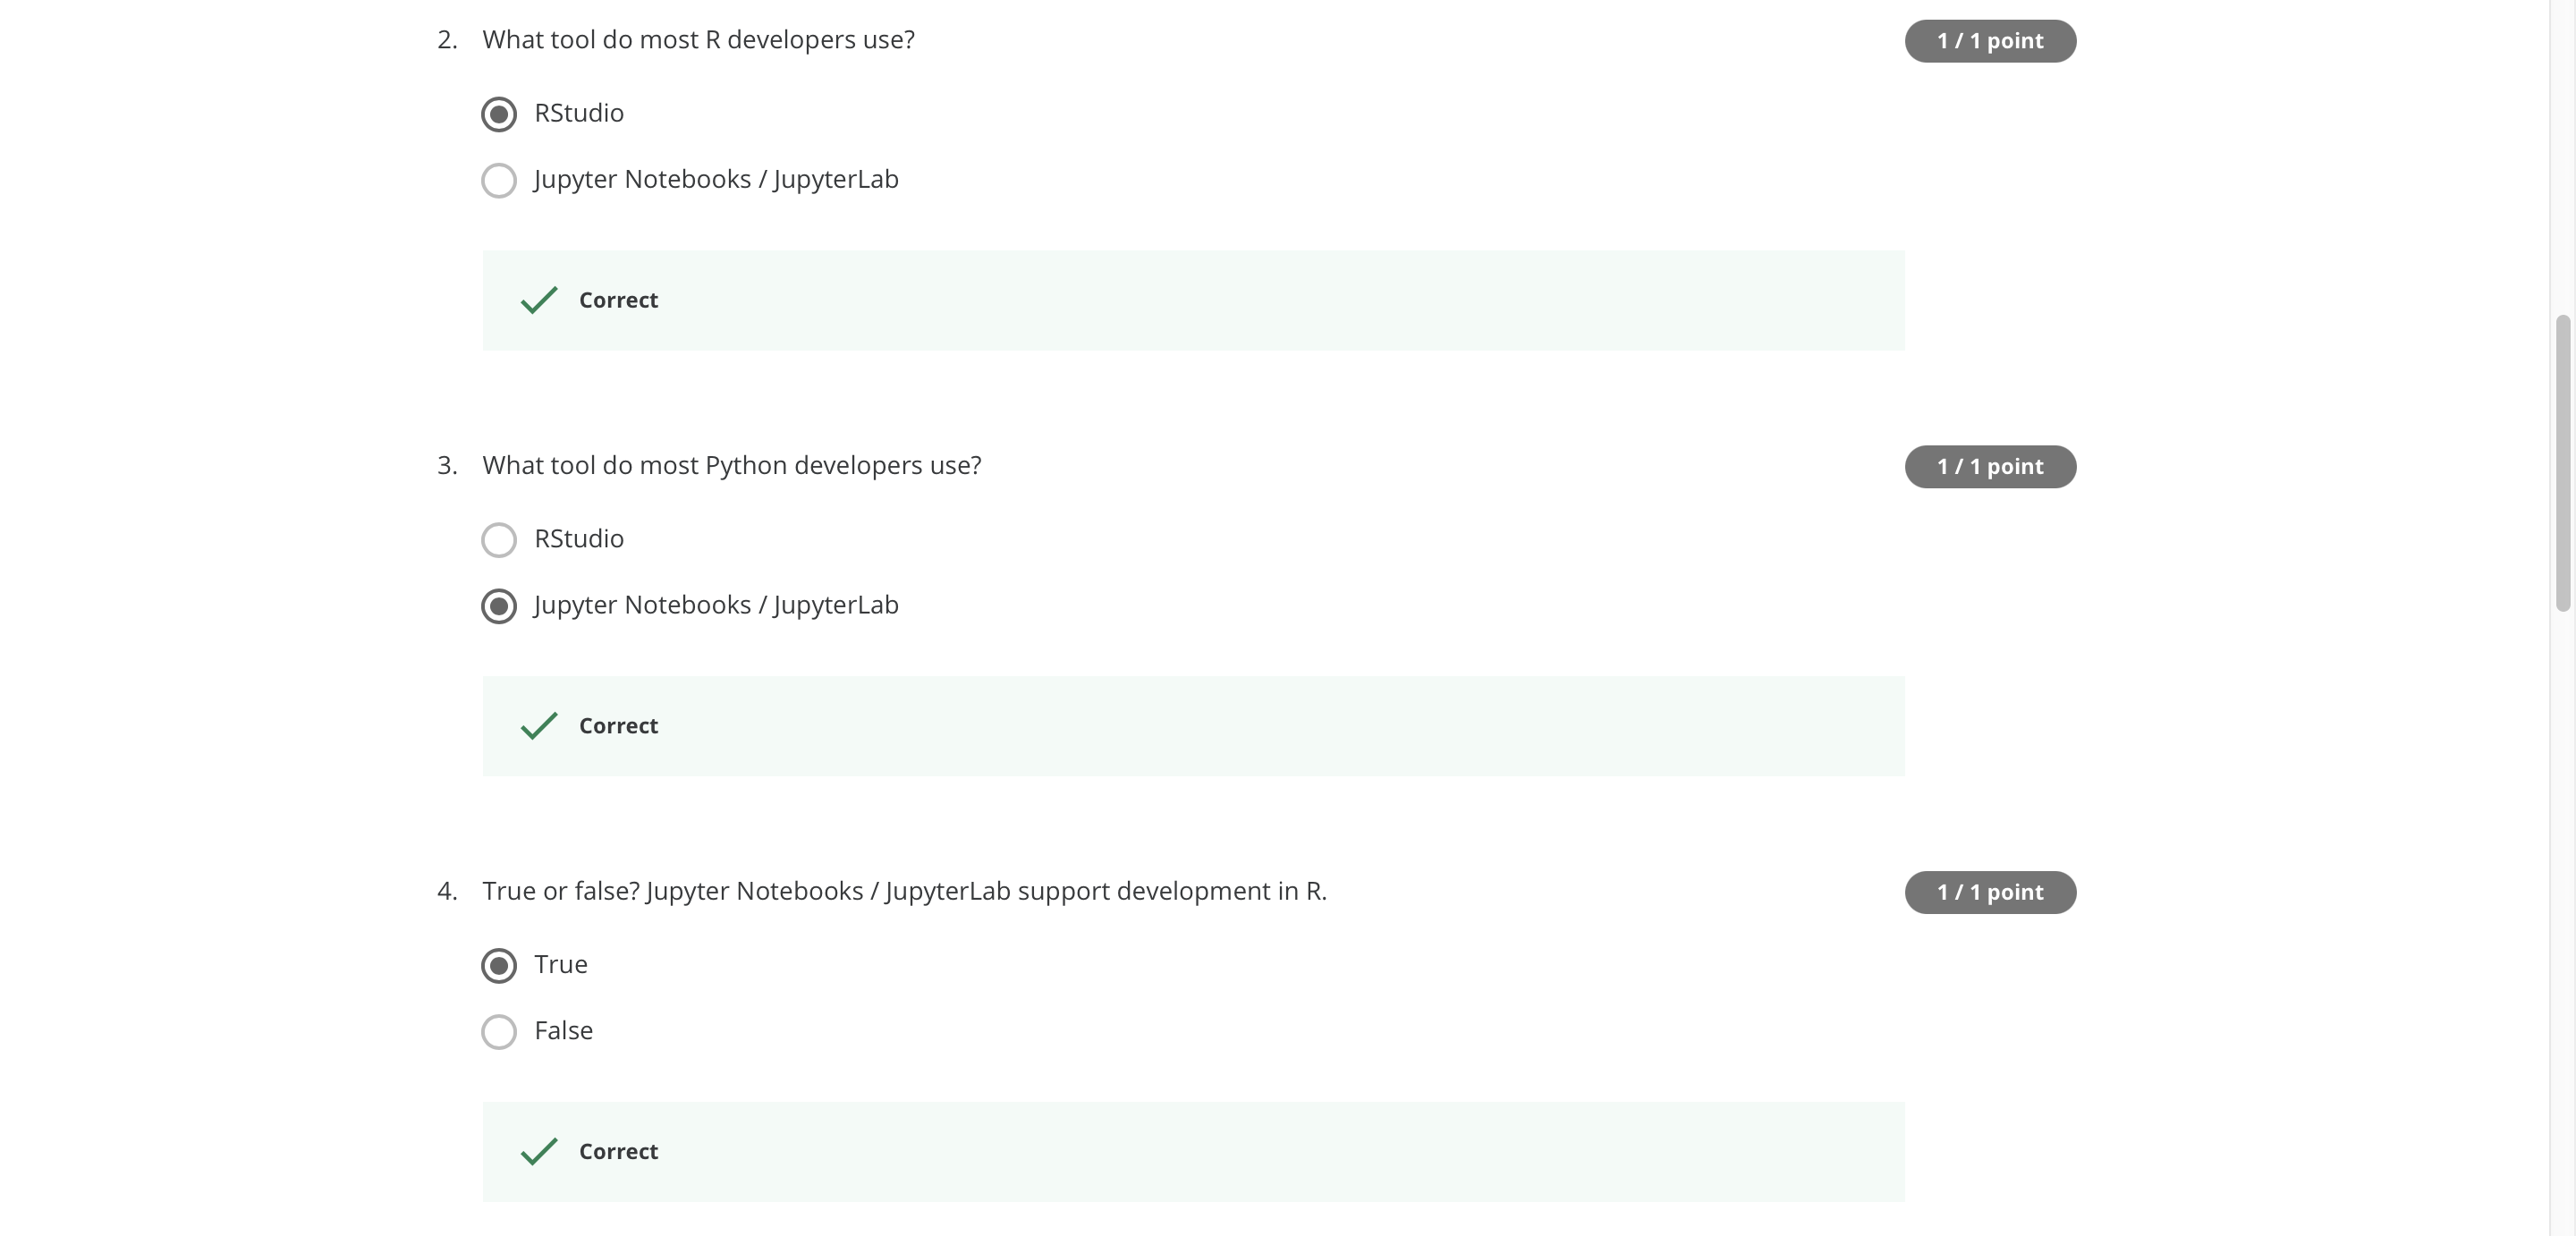 2. What tool do most R developers use? 1 / 1 point
RStudio
Jupyter Notebooks / JupyterLab
Correct
3. What tool do most Python developers use? 1 / 1 point
RStudio
Jupyter Notebooks / JupyterLab
Correct
4. True or false? Jupyter Notebooks / JupyterLab support development in R. 1 / 1 point
True
False
Correct